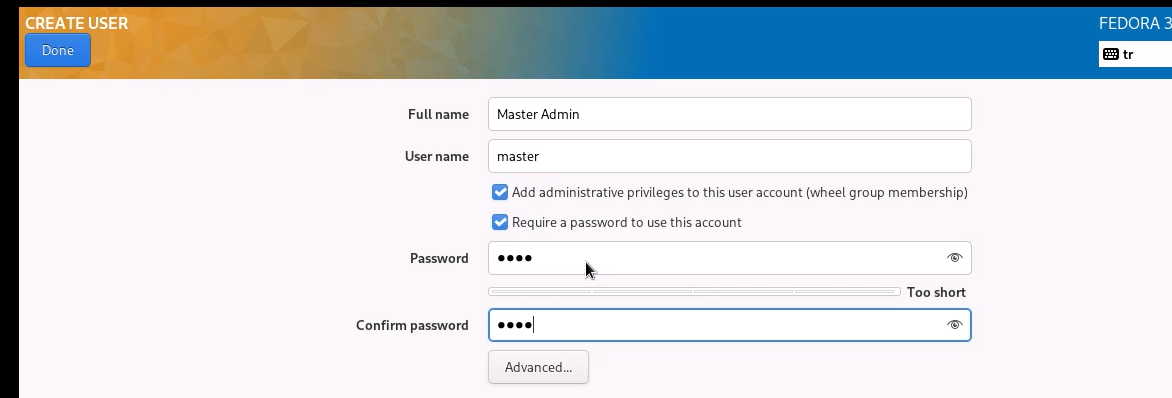 CREATE USER
FEDORA 3
Done
tr
Full name
Master Admin
User name
master
Add administrative privileges to this user account (wheel group membership)
Require a password to use this account
Password
••••
Too short
Confirm password
••••
Advanced...